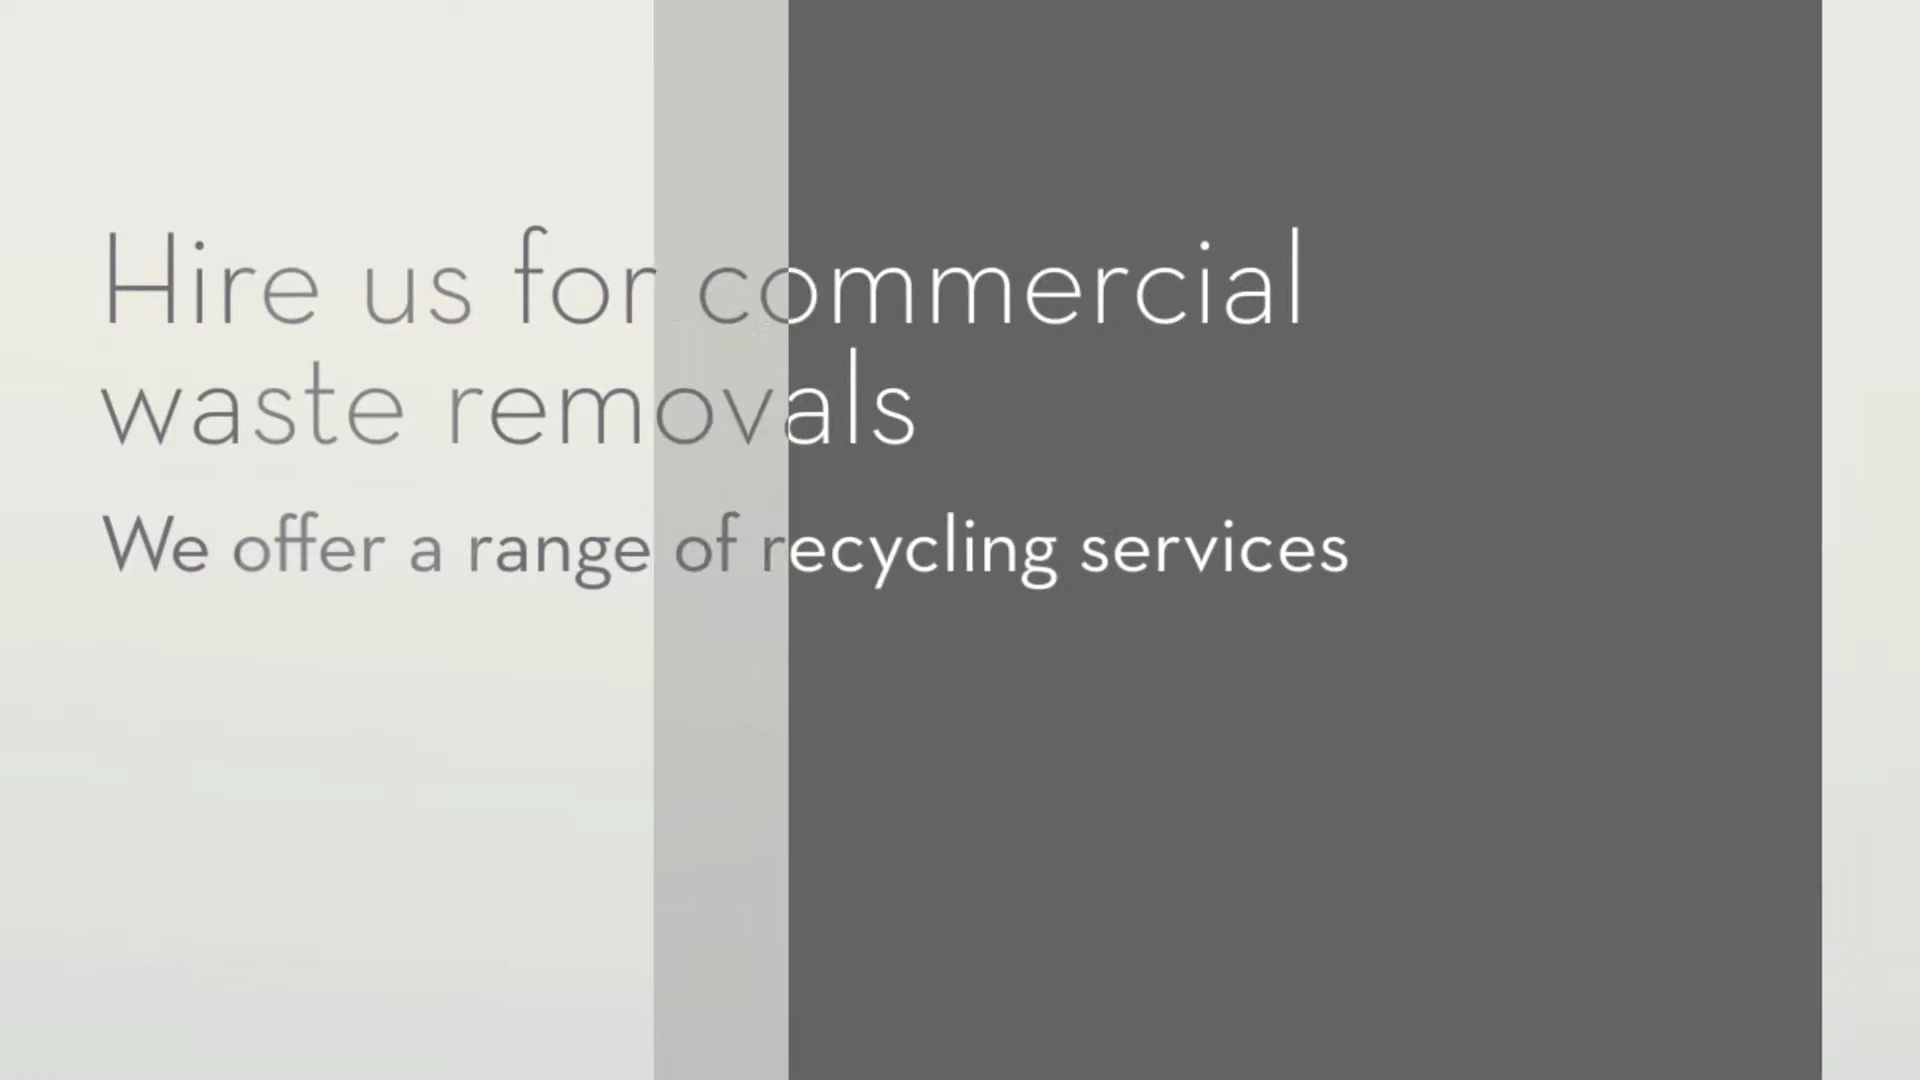 Hire us for commercial
waste removals
We offer a range of recycling services